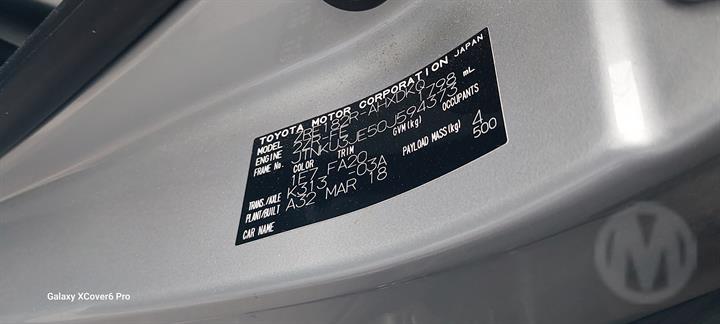 TOYOTA MOTOR CORPORATION JAPAN
MODEL ZRE182R-AHXDKQ
ENGINE 2ZR-FE 1798 mL
FRAME No. JTNKU3JE50J594373
COLOR TRIM GVM(kg) OCCUPANTS 4
1E7 FA20 PAYLOAD MASS(kg) 500
TRANS./AXLE K313 -03A
PLANT/BUILT A32 MAR 18
CAR NAME
Galaxy XCover6 Pro
M